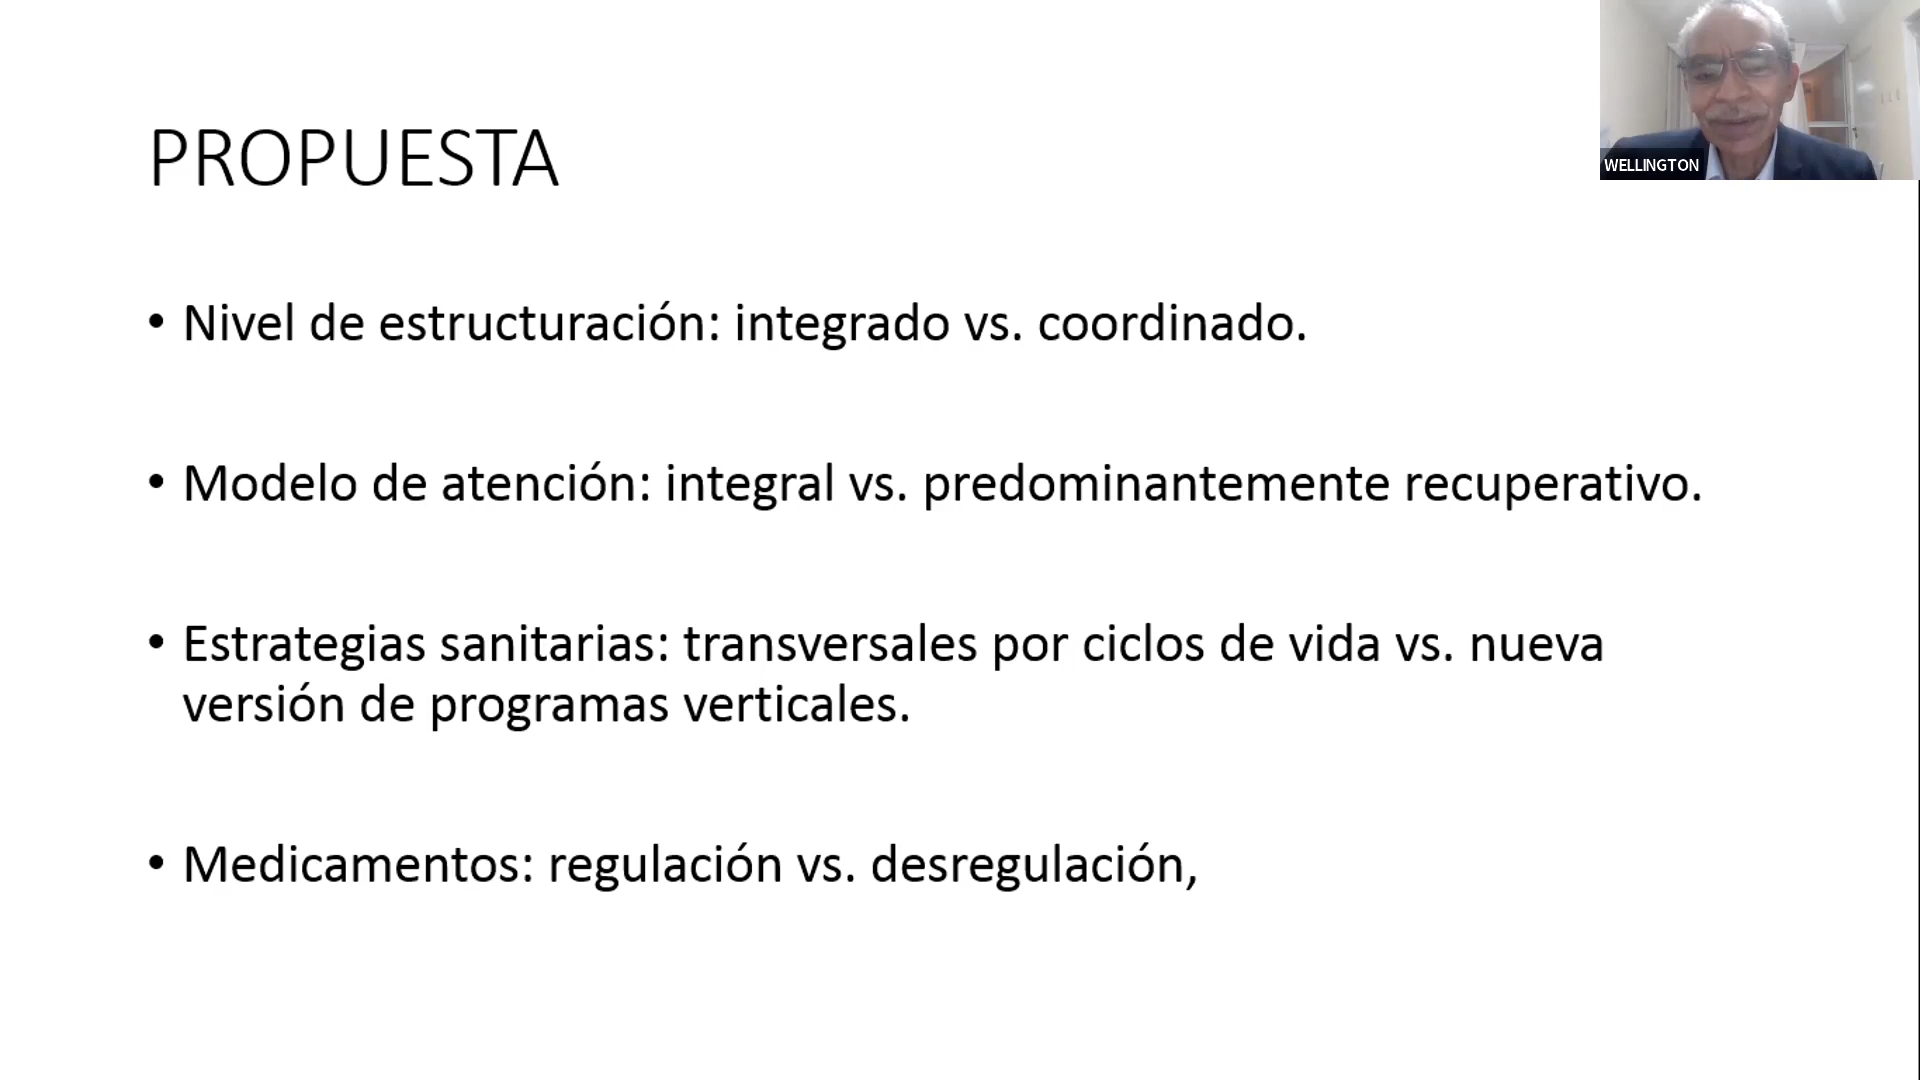 WELLINGTON
PROPUESTA
• Nivel de estructuración: integrado vs. coordinado.
• Modelo de atención: integral vs. predominantemente recuperativo.
• Estrategias sanitarias: transversales por ciclos de vida vs. nueva
versión de programas verticales.
• Medicamentos: regulación vs. desregulación,